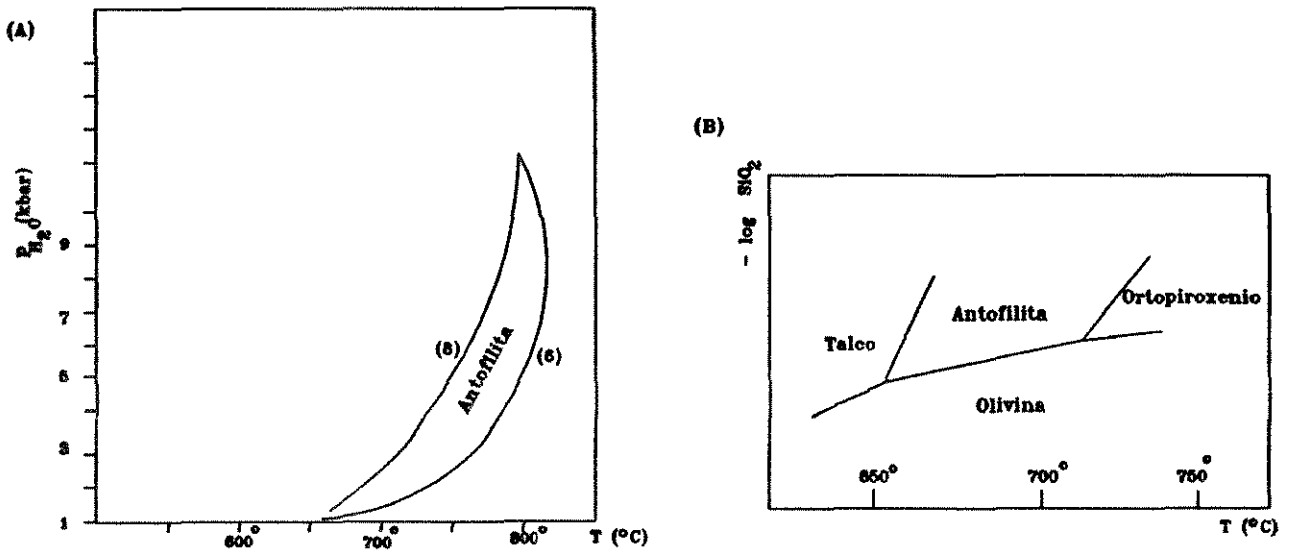 (A)
P H₂O (kbar)
9
7
5
3
1
(8)
Antofilita
(6)
600° 700° 800° T (°C)
(B)
- log SiO₂
Talco
Antofilita
Ortopiroxenio
Olivina
650° 700° 750°
T (°C)